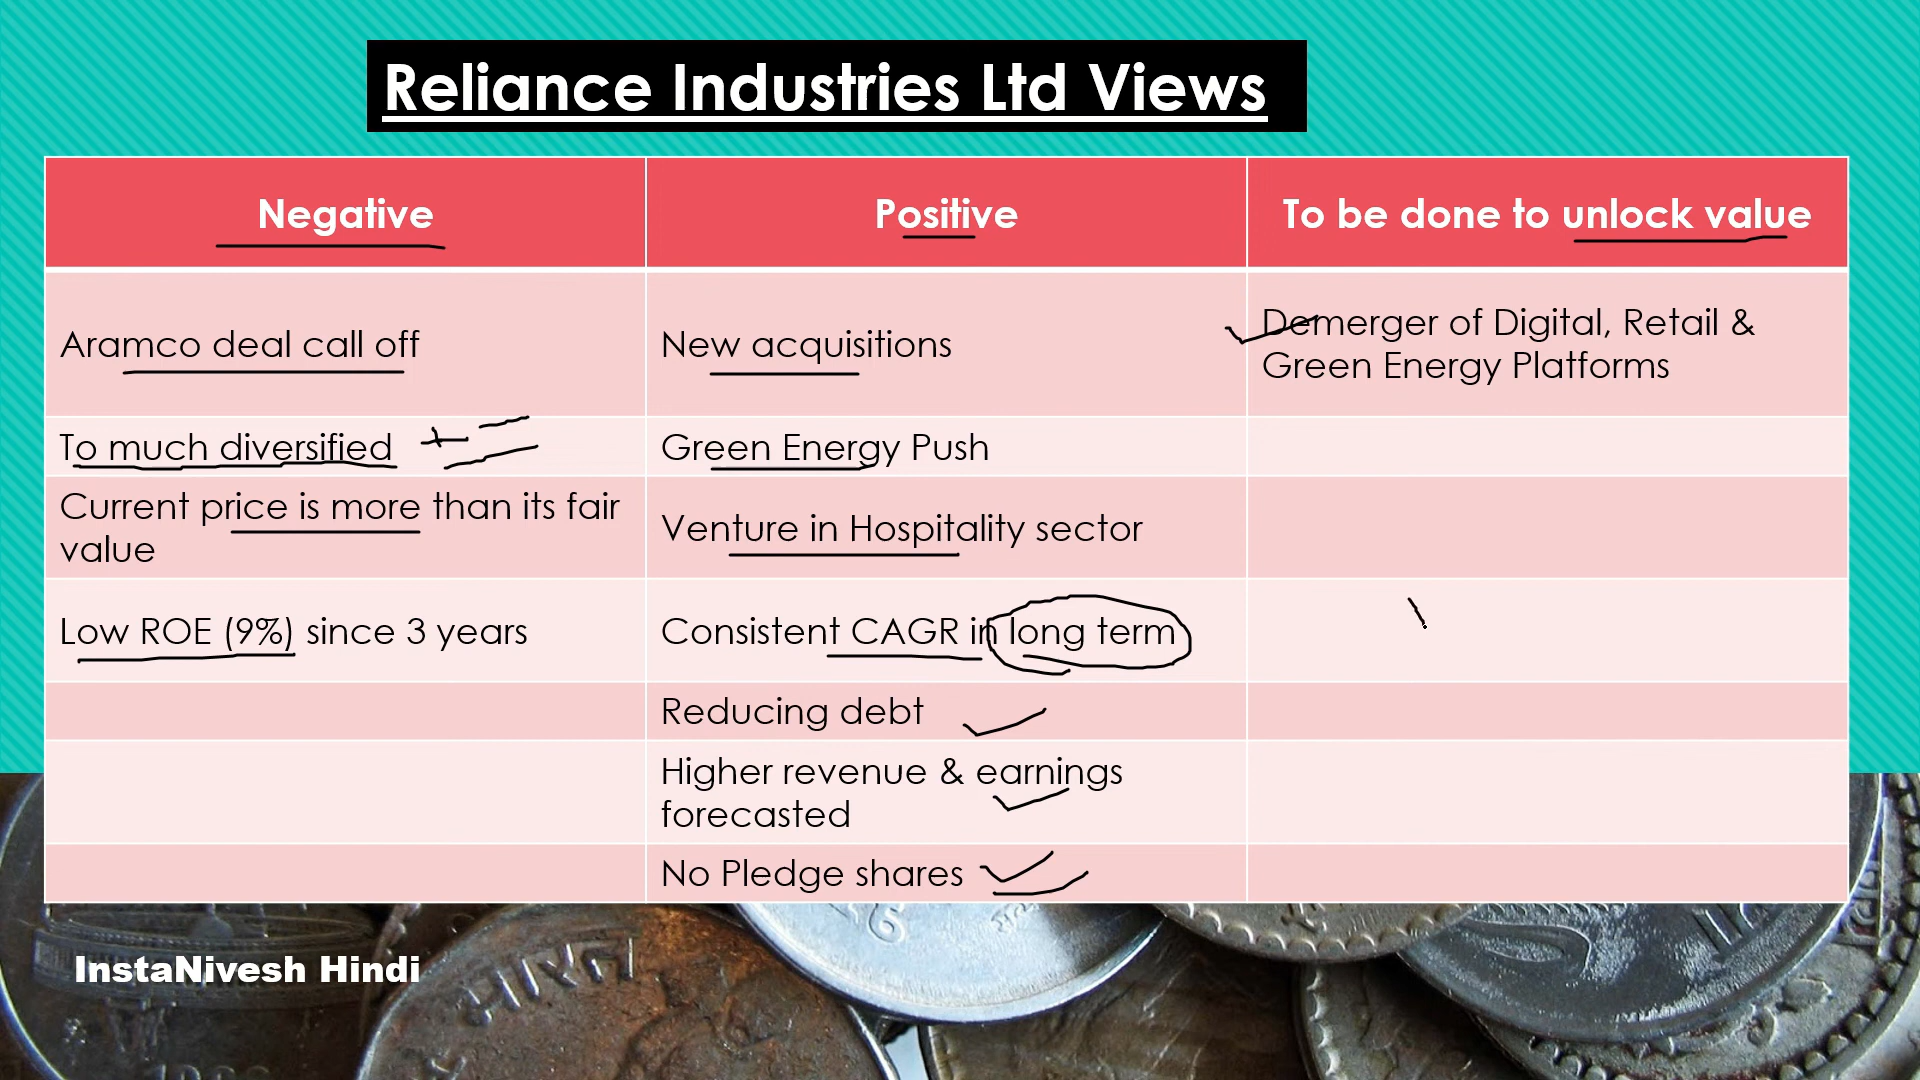 Reliance Industries Ltd Views
Negative
Positive
To be done to unlock value
Aramco deal call off
New acquisitions
Demerger of Digital, Retail &
Green Energy Platforms
To much diversified
Green Energy Push
Current price is more than its fair
value
Venture in Hospitality sector
Low ROE (9%) since 3 years
Consistent CAGR in long term
Reducing debt
Higher revenue & earnings
forecasted
No Pledge shares
InstaNivesh Hindi